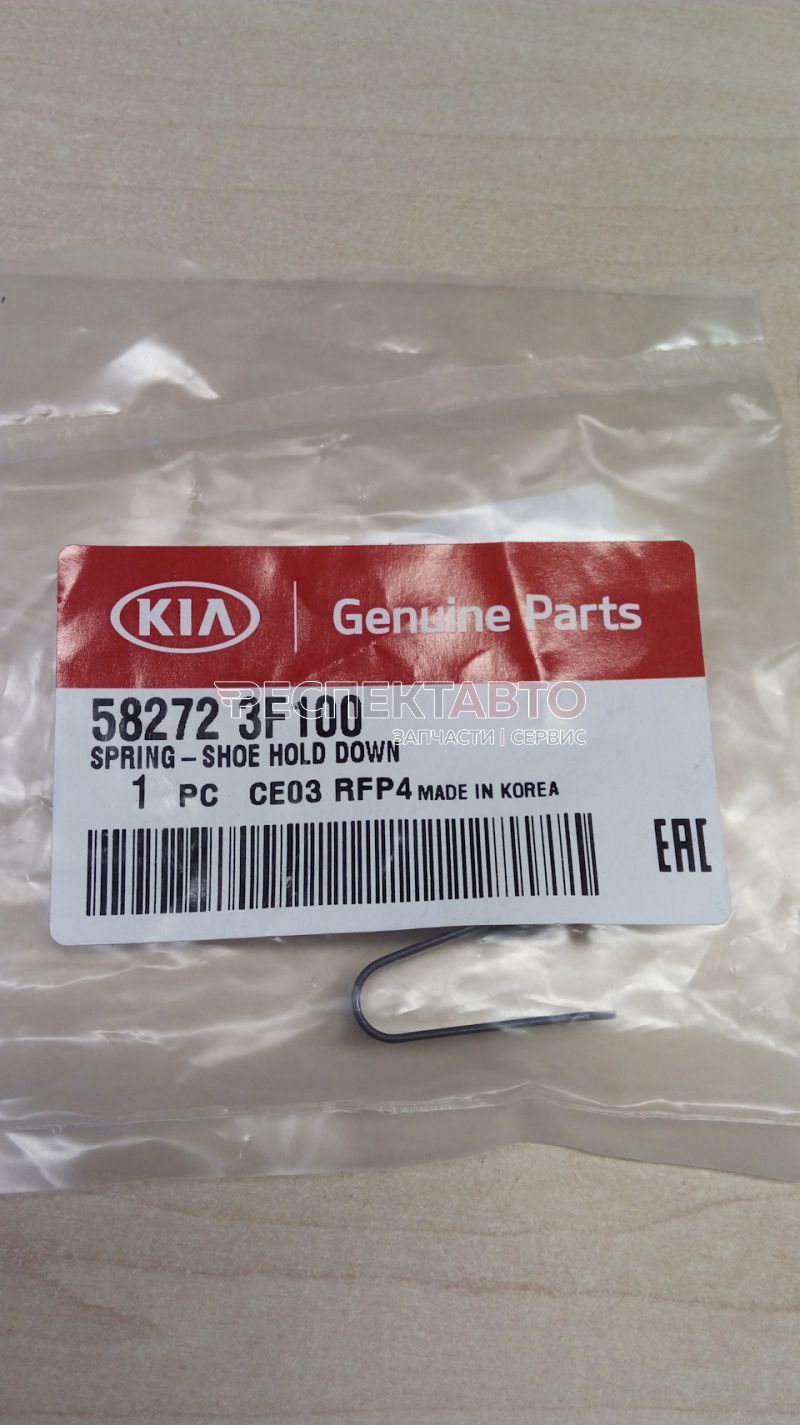 KIA Genuine Parts
58272 3F100
РЕСПЕКТАВТО
ЗАПЧАСТИ | СЕРВИС
SPRING – SHOE HOLD DOWN
1 PC CE03 RFP4 MADE IN KOREA
EAC